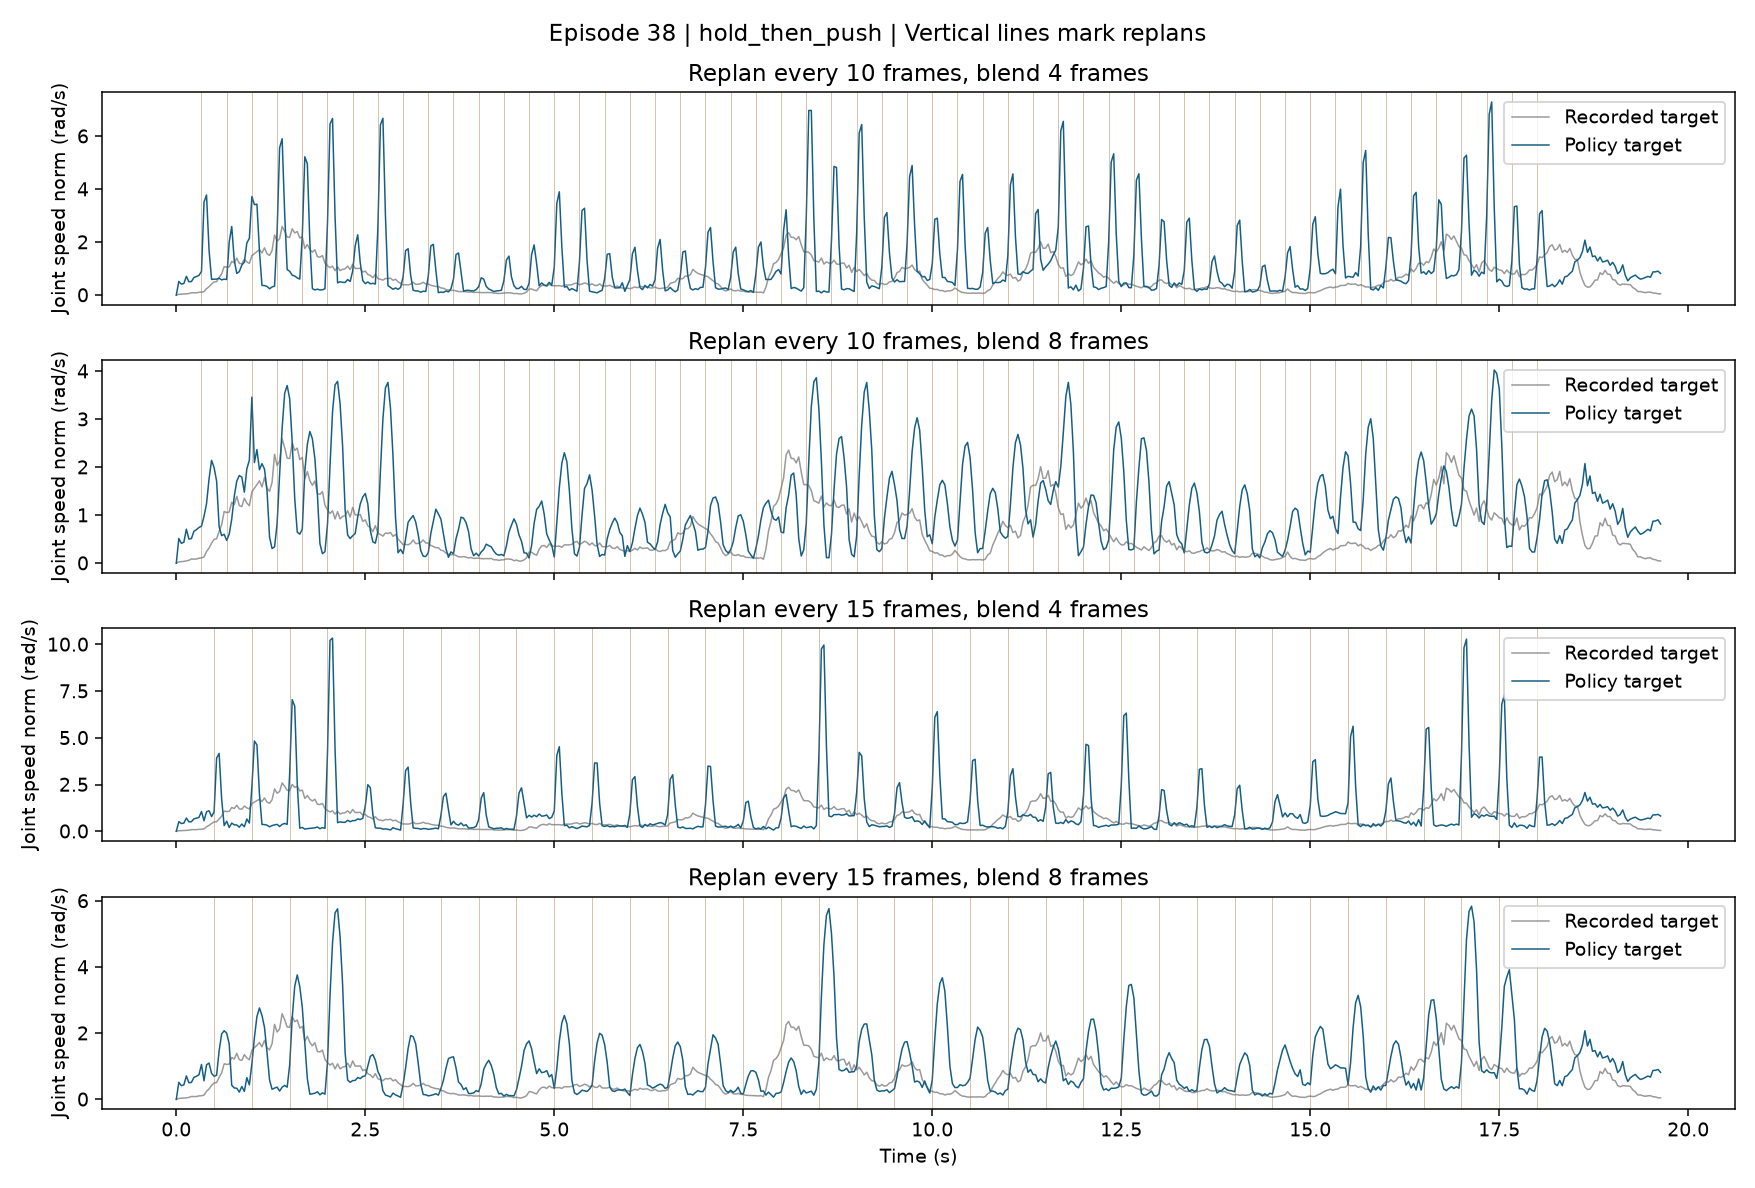 Episode 38 | hold_then_push | Vertical lines mark replans
Replan every 10 frames, blend 4 frames
Joint speed norm (rad/s)
6
4
2
0
Recorded target
Policy target
Replan every 10 frames, blend 8 frames
Joint speed norm (rad/s)
4
3
2
1
0
Recorded target
Policy target
Replan every 15 frames, blend 4 frames
Joint speed norm (rad/s)
10.0
7.5
5.0
2.5
0.0
Recorded target
Policy target
Replan every 15 frames, blend 8 frames
Joint speed norm (rad/s)
6
4
2
0
Recorded target
Policy target
0.0 2.5 5.0 7.5 10.0 12.5 15.0 17.5 20.0
Time (s)